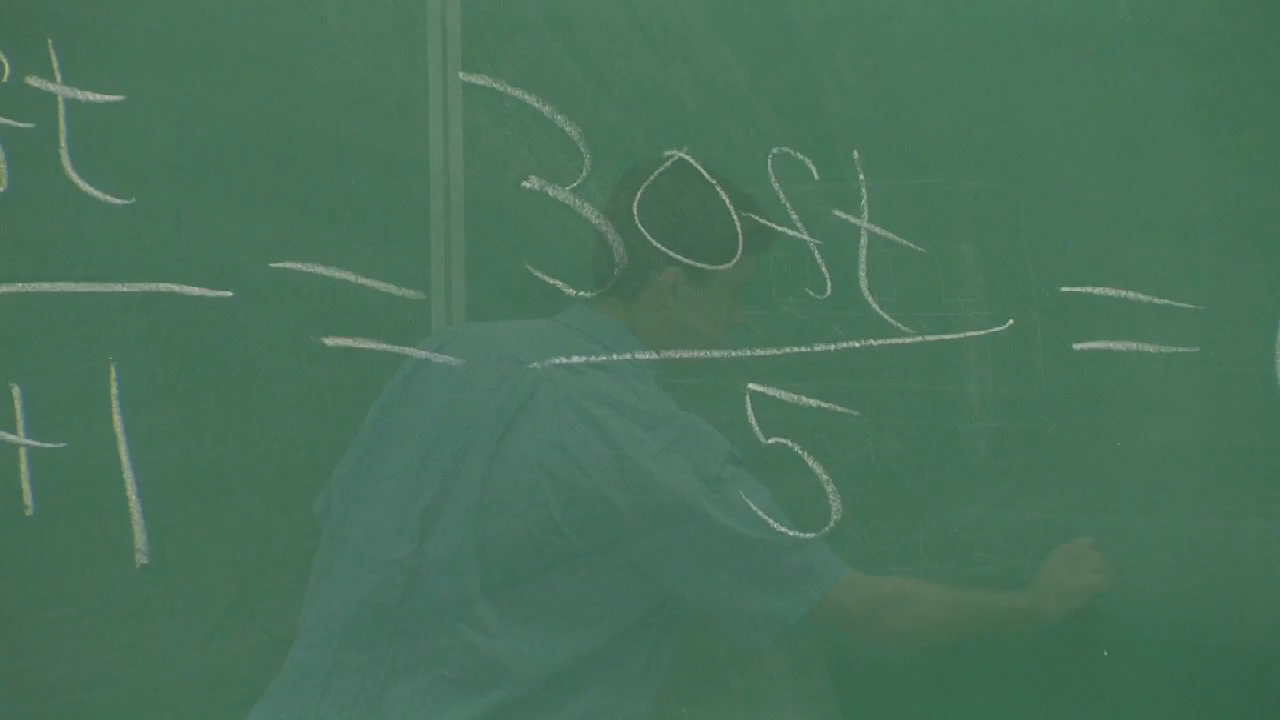 ft = 30ft =
+1 5